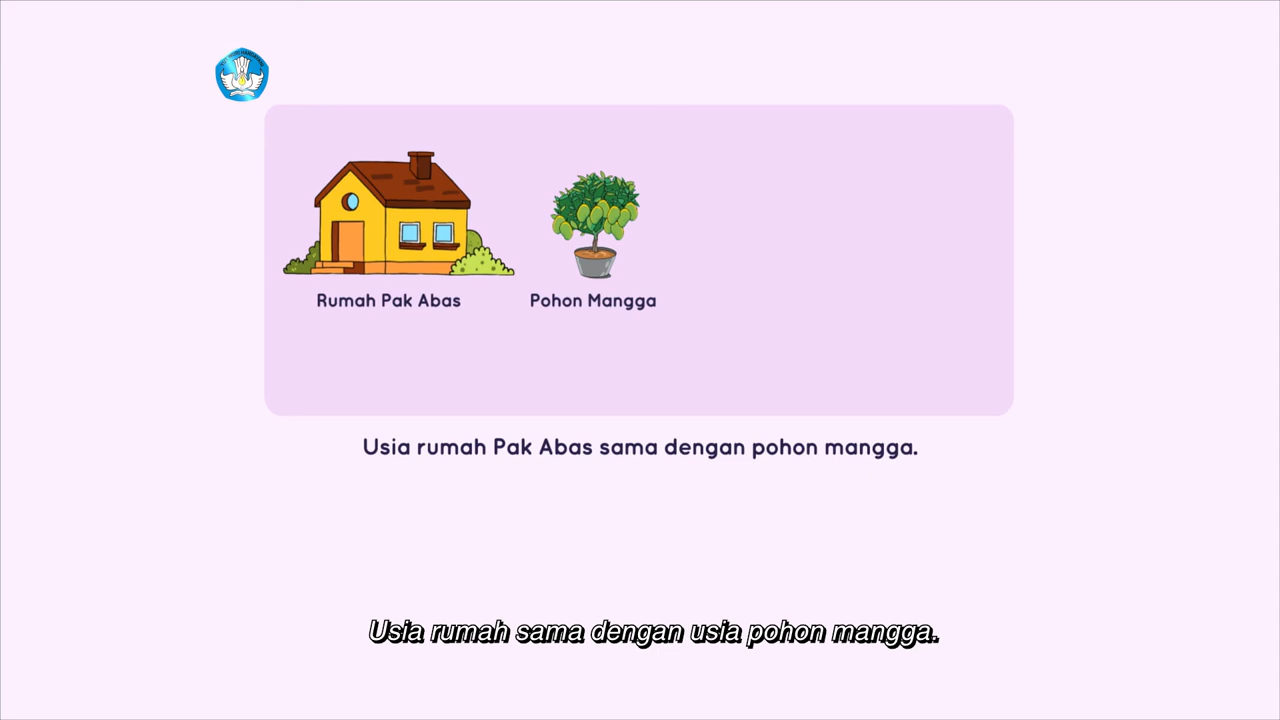 Rumah Pak Abas
Pohon Mangga
Usia rumah Pak Abas sama dengan pohon mangga.
Usia rumah sama dengan usia pohon mangga.